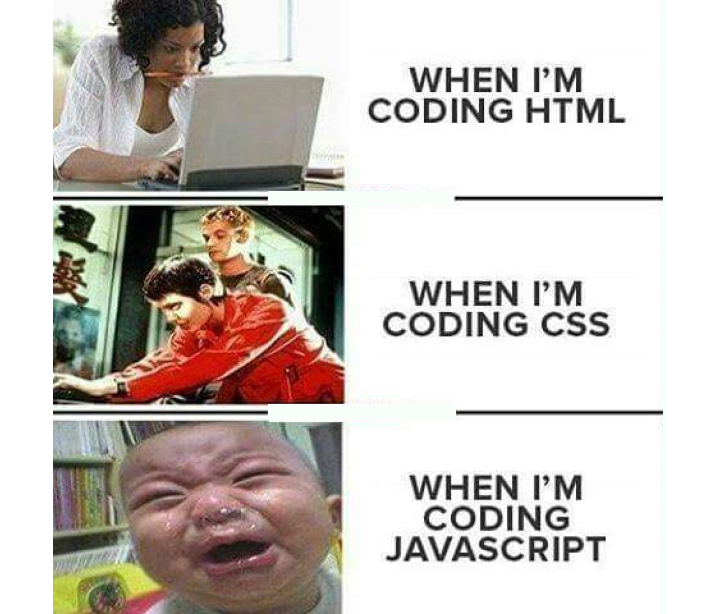 WHEN I'M
CODING HTML
WHEN I'M
CODING CSS
WHEN I'M
CODING
JAVASCRIPT